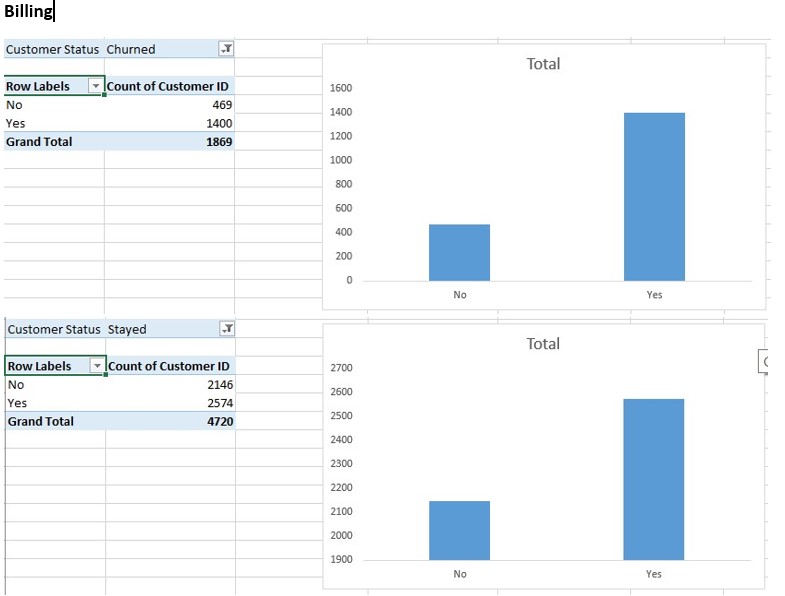 Billing
Customer Status Churned
Row Labels Count of Customer ID
No 469
Yes 1400
Grand Total 1869
Total
1600
1400
1200
1000
800
600
400
200
0
No Yes
Customer Status Stayed
Row Labels Count of Customer ID
No 2146
Yes 2574
Grand Total 4720
Total
2700
2600
2500
2400
2300
2200
2100
2000
1900
No Yes